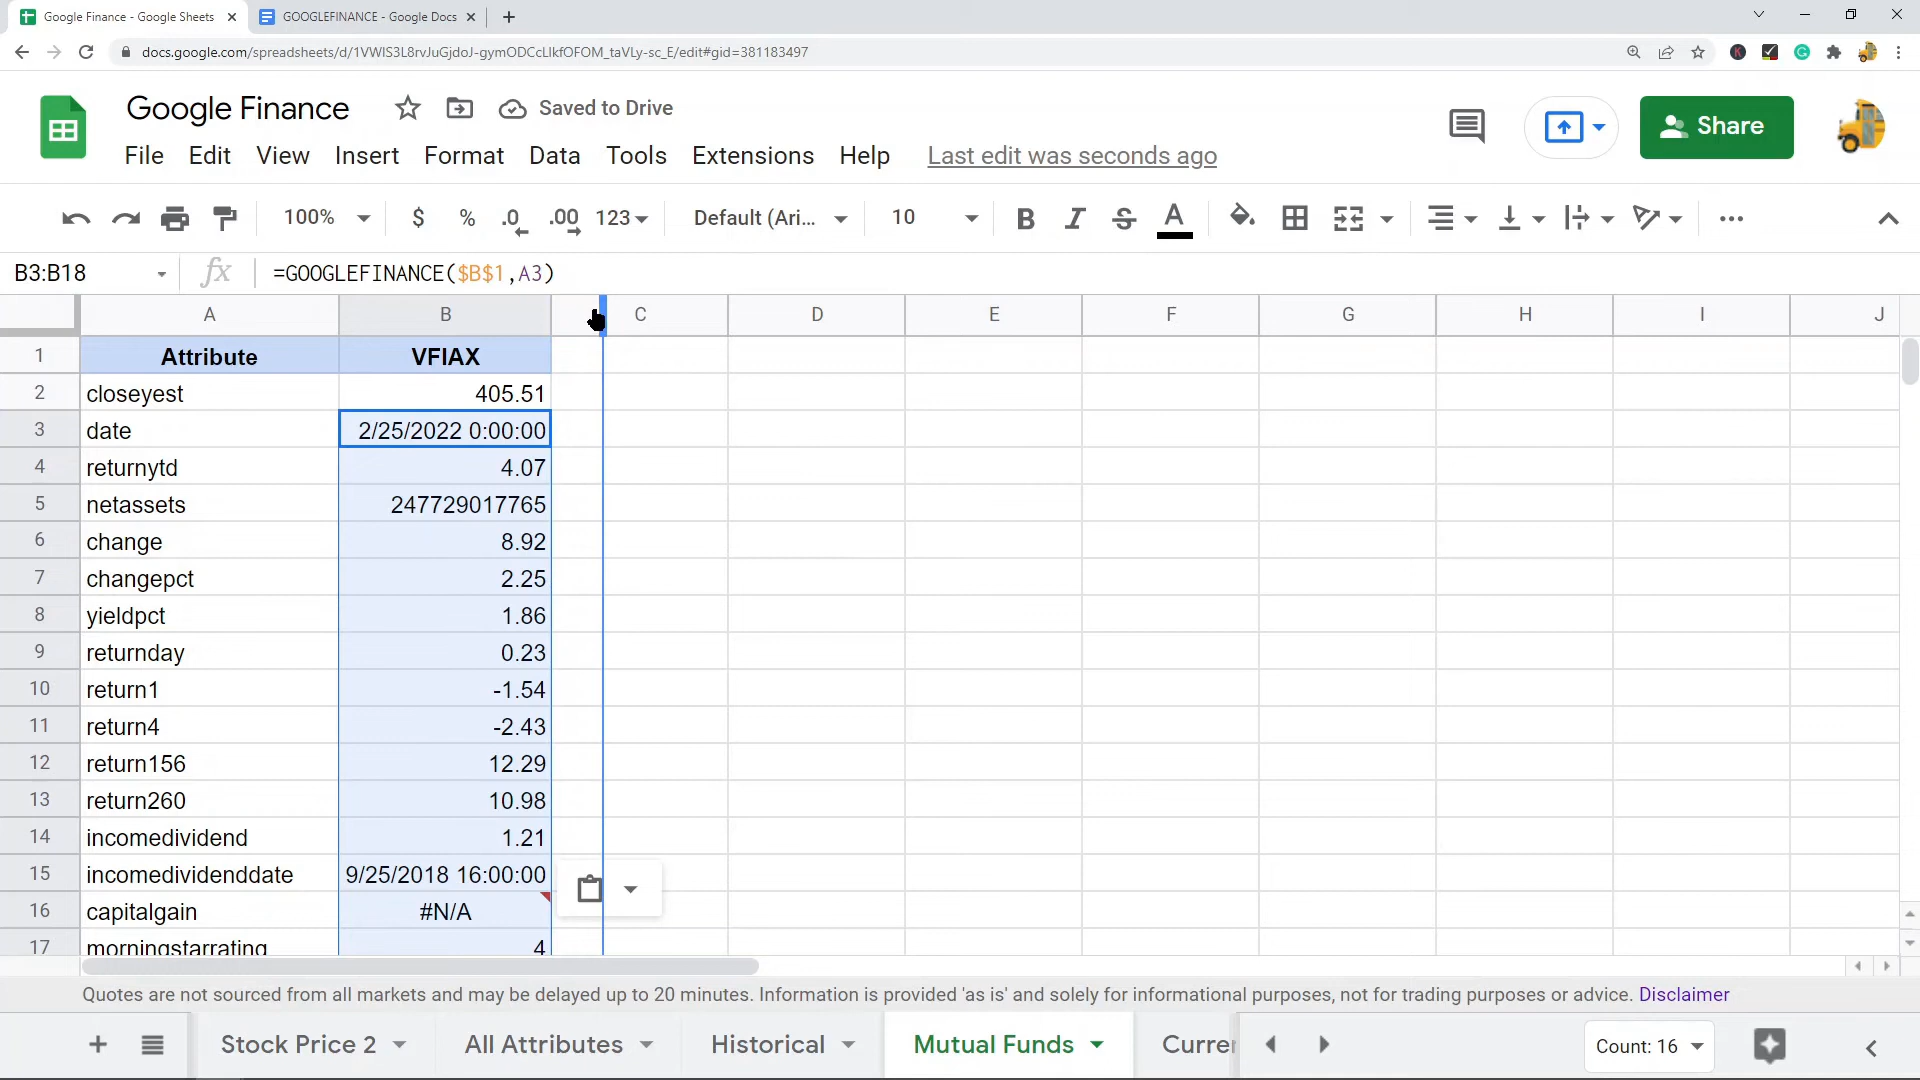 Google Finance - Google Sheets
GOOGLEFINANCE - Google Docs
docs.google.com/spreadsheets/d/1VWIS3L8rvJuGjdoJ-gymODCcLIkfOFOM_taVLy-sc_E/edit#gid=381183497
Google Finance
Saved to Drive
Share
File Edit View Insert Format Data Tools Extensions Help Last edit was seconds ago
100% $ % .0 .00 123 Default (Ari... 10 B I S A
B3:B18 fx =GOOGLEFINANCE($B$1,A3)
A B C D E F G H I J
1 Attribute VFIAX
2 closeyest 405.51
3 date 2/25/2022 0:00:00
4 returnytd 4.07
5 netassets 247729017765
6 change 8.92
7 changepct 2.25
8 yieldpct 1.86
9 returnday 0.23
10 return1 -1.54
11 return4 -2.43
12 return156 12.29
13 return260 10.98
14 incomedividend 1.21
15 incomedividenddate 9/25/2018 16:00:00
16 capitalgain #N/A
17 morningstarrating 4
Quotes are not sourced from all markets and may be delayed up to 20 minutes. Information is provided 'as is' and solely for informational purposes, not for trading purposes or advice. Disclaimer
Stock Price 2 All Attributes Historical Mutual Funds Curre Count: 16